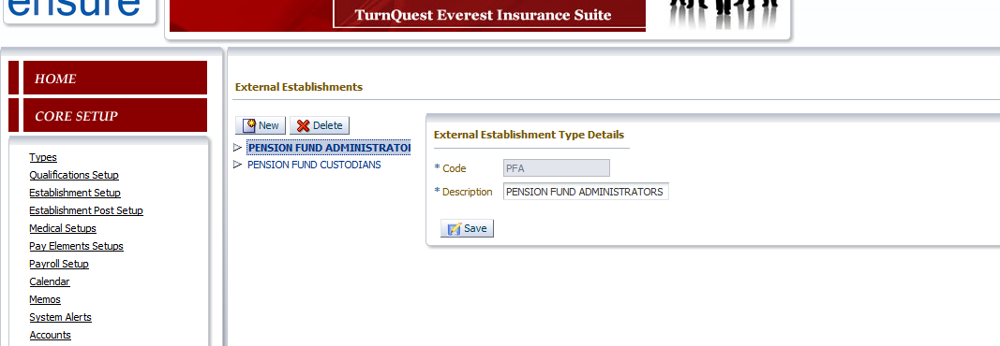 ensure
TurnQuest Everest Insurance Suite
HOME
CORE SETUP
Types
Qualifications Setup
Establishment Setup
Establishment Post Setup
Medical Setups
Pay Elements Setups
Payroll Setup
Calendar
Memos
System Alerts
Accounts
External Establishments
New Delete
PENSION FUND ADMINISTRATOR
PENSION FUND CUSTODIANS
External Establishment Type Details
* Code PFA
* Description PENSION FUND ADMINISTRATORS
Save